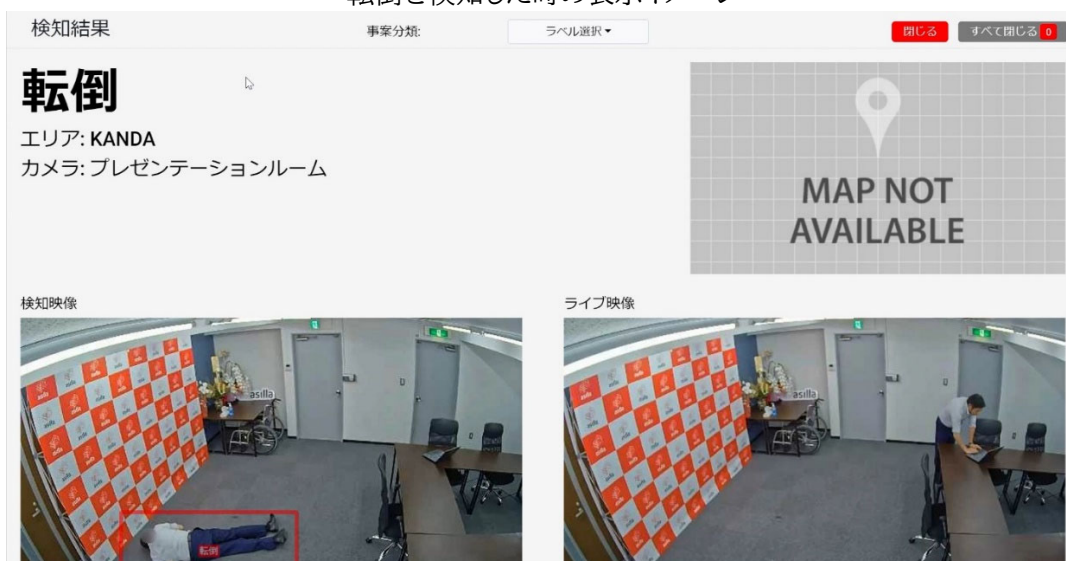 転倒を検知した時の表示イメージ
検知結果
事案分類:
ラベル選択▼
閉じる
すべて閉じる 0
転倒
エリア: KANDA
カメラ: プレゼンテーションルーム
MAP NOT
AVAILABLE
検知映像
ライブ映像
asilla
asilla
転倒